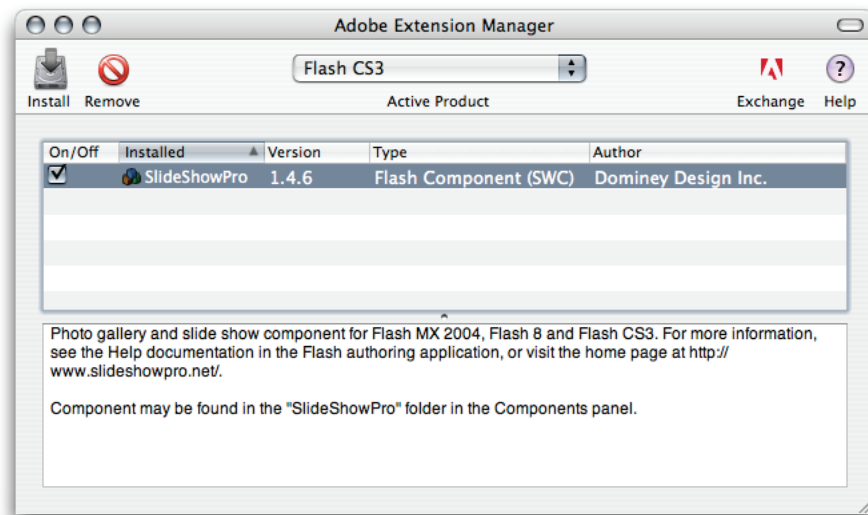 Adobe Extension Manager
Flash CS3
Install Remove Active Product Exchange Help
On/Off Installed Version Type Author
SlideShowPro 1.4.6 Flash Component (SWC) Dominey Design Inc.
Photo gallery and slide show component for Flash MX 2004, Flash 8 and Flash CS3. For more information,
see the Help documentation in the Flash authoring application, or visit the home page at http://
www.slideshowpro.net/.
Component may be found in the "SlideShowPro" folder in the Components panel.